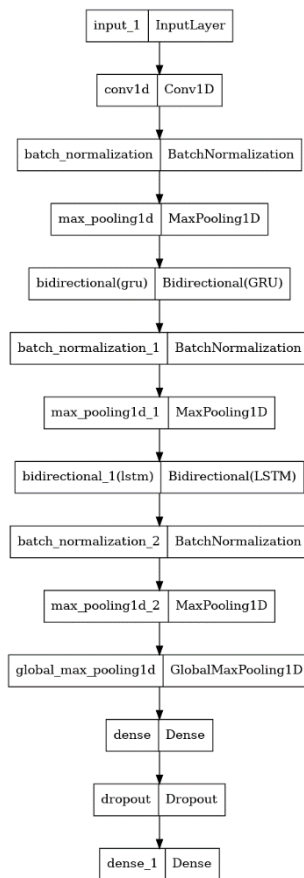 input_1 InputLayer
conv1d Conv1D
batch_normalization BatchNormalization
max_pooling1d MaxPooling1D
bidirectional(gru) Bidirectional(GRU)
batch_normalization_1 BatchNormalization
max_pooling1d_1 MaxPooling1D
bidirectional_1(lstm) Bidirectional(LSTM)
batch_normalization_2 BatchNormalization
max_pooling1d_2 MaxPooling1D
global_max_pooling1d GlobalMaxPooling1D
dense Dense
dropout Dropout
dense_1 Dense